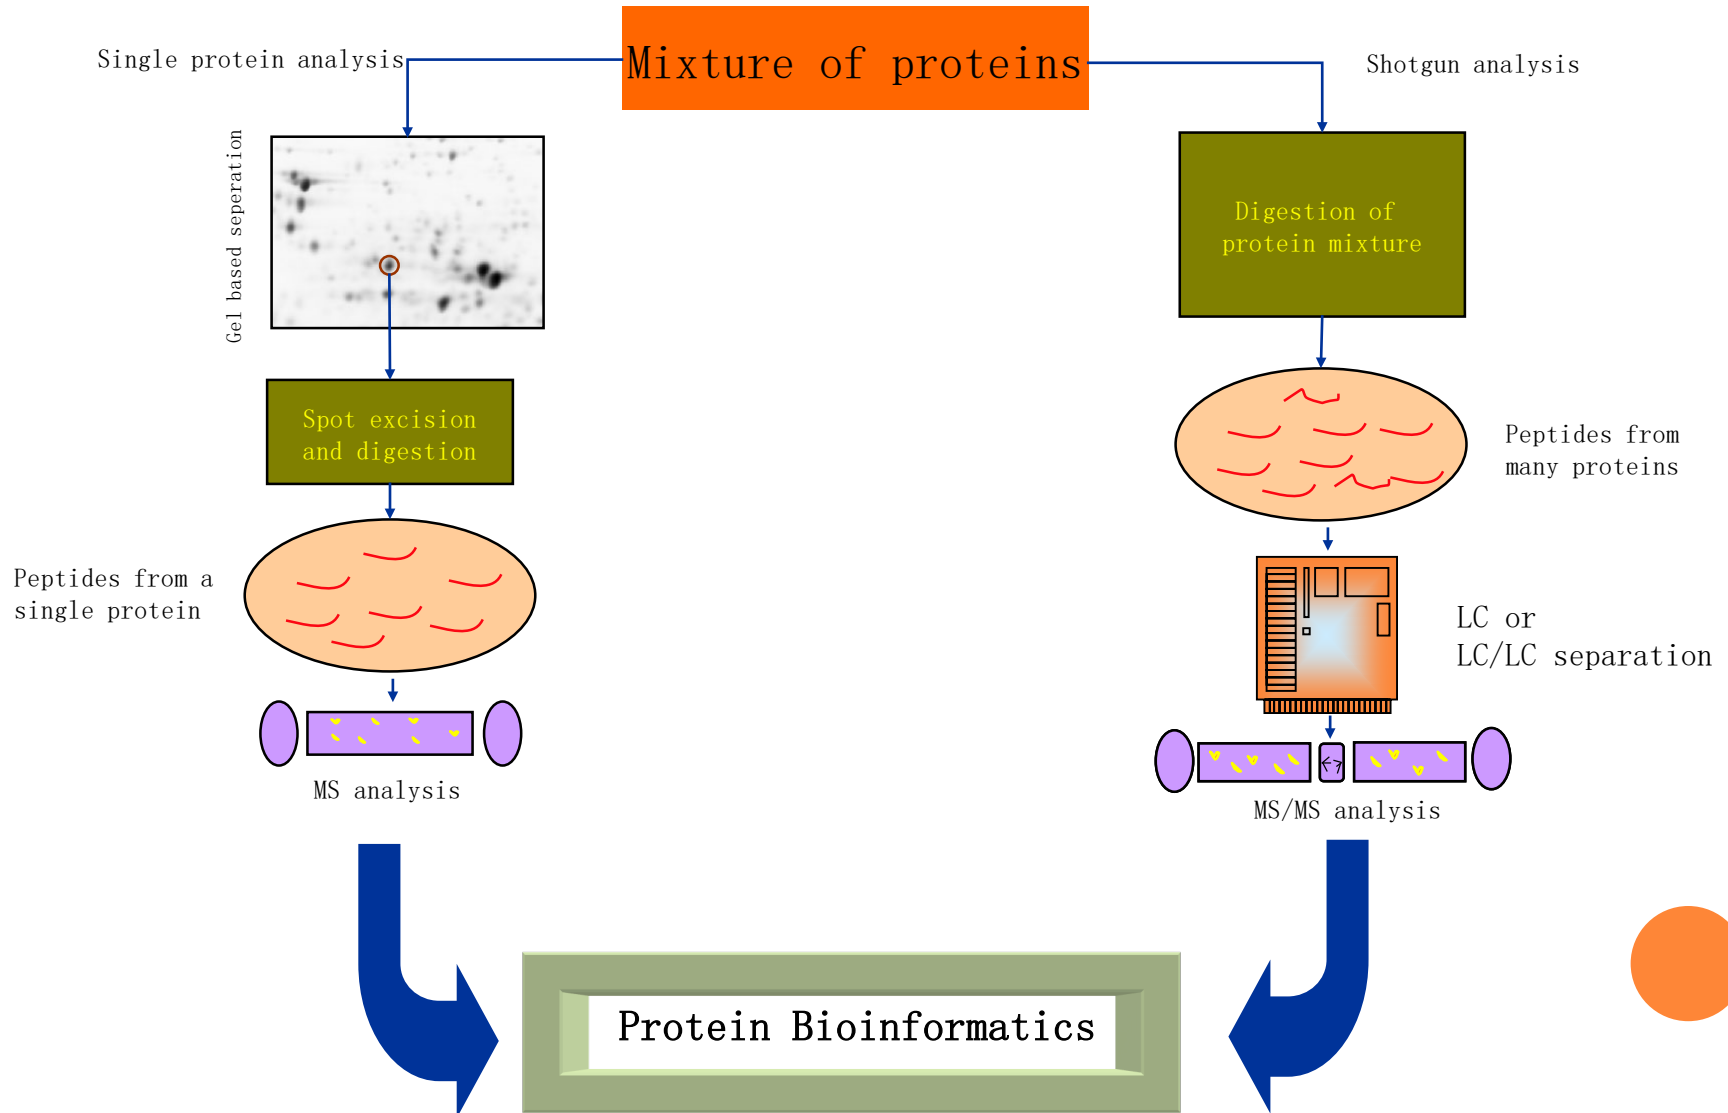 Mixture of proteins
Single protein analysis
Shotgun analysis
Gel based seperation
Digestion of
protein mixture
Spot excision
and digestion
Peptides from
many proteins
Peptides from a
single protein
LC or
LC/LC separation
MS analysis
MS/MS analysis
Protein Bioinformatics